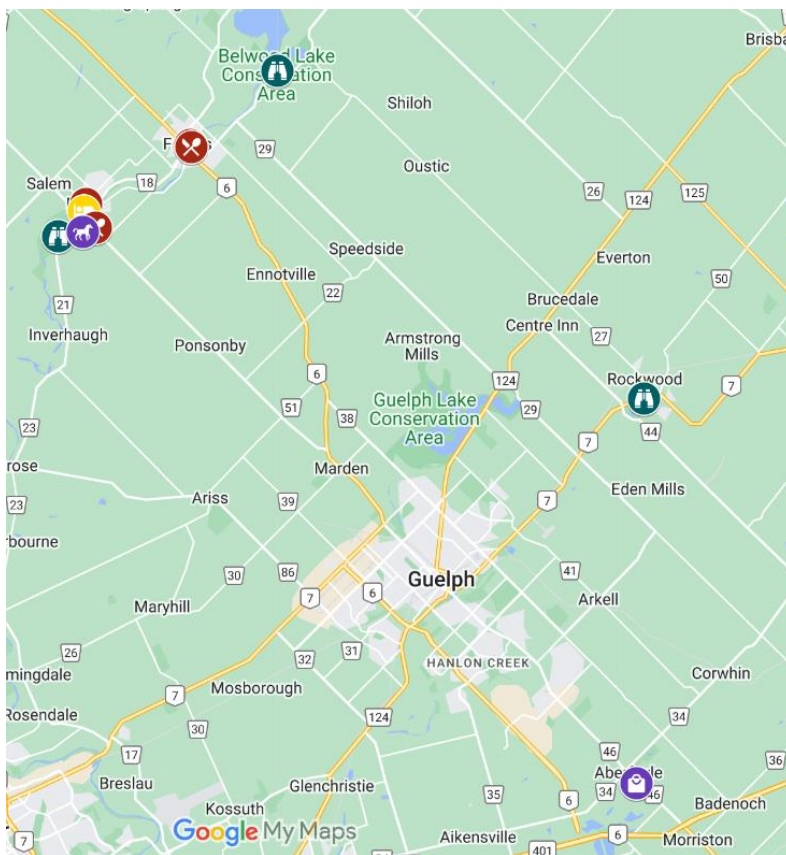 Brisba
Belwood Lake
Conservation
Area
Shiloh
29
Oustic
18
6
Salem
26
124
125
Speedside
Everton
Ennotville
22
50
21
Brucedale
Inverhaugh
Centre Inn
27
Ponsonby
Armstrong
Mills
6
124
Rockwood
7
Guelph Lake
Conservation
Area
51
38
29
44
23
7
rose
Marden
7
Eden Mills
Ariss
39
23
rbourne
30
86
Guelph
41
7
6
Arkell
Maryhill
26
32
31
HANLON CREEK
mingdale
Corwhin
7
Mosborough
Rosendale
124
34
30
17
46
36
Breslau
Glenchristie
34
46
35
6
Badenoch
Kossuth
7
Google My Maps
Aikensville
6
401
Morriston